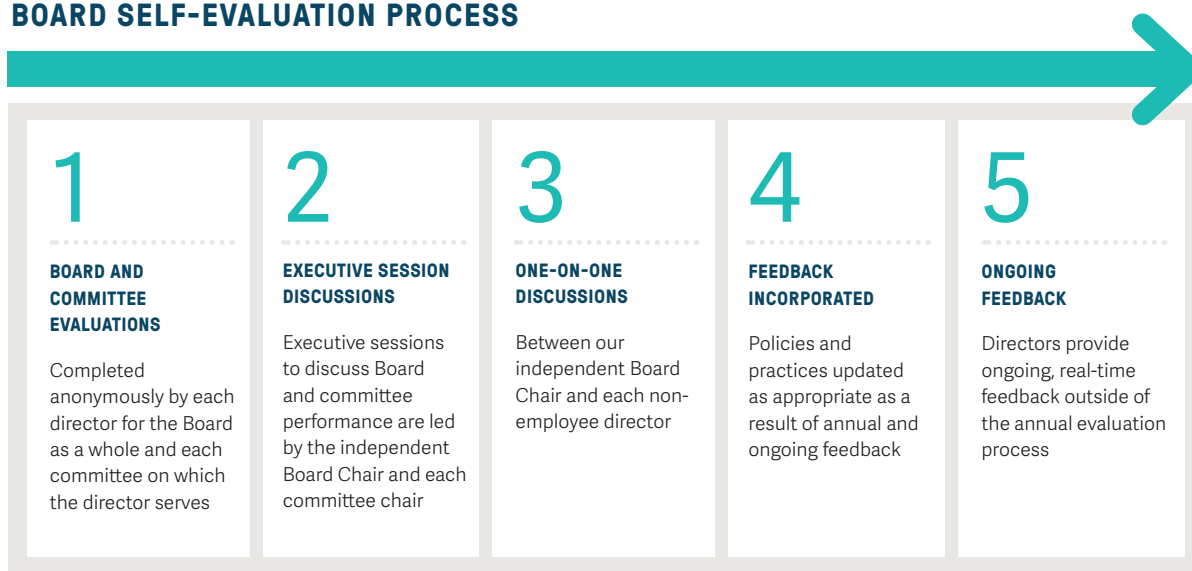 BOARD SELF-EVALUATION PROCESS
1
BOARD AND
COMMITTEE
EVALUATIONS
Completed
anonymously by each
director for the Board
as a whole and each
committee on which
the director serves
2
EXECUTIVE SESSION
DISCUSSIONS
Executive sessions
to discuss Board
and committee
performance are led
by the independent
Board Chair and each
committee chair
3
ONE-ON-ONE
DISCUSSIONS
Between our
independent Board
Chair and each non-
employee director
4
FEEDBACK
INCORPORATED
Policies and
practices updated
as appropriate as a
result of annual and
ongoing feedback
5
ONGOING
FEEDBACK
Directors provide
ongoing, real-time
feedback outside of
the annual evaluation
process